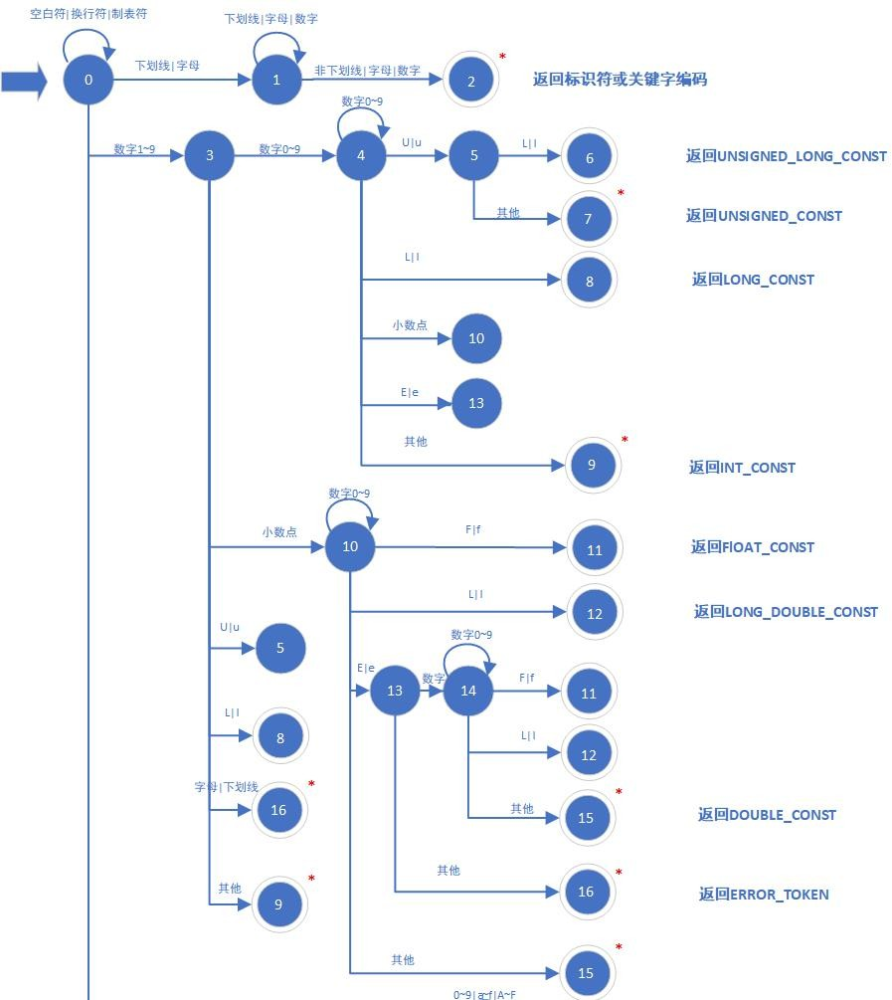 空白符|换行符|制表符
下划线|字母|数字
0
下划线|字母
1
非下划线|字母|数字
2
*
返回标识符或关键字编码
数字0~9
数字1~9
3
数字0~9
4
U|u
5
L|l
6
返回UNSIGNED_LONG_CONST
其他
7
*
返回UNSIGNED_CONST
L|l
8
返回LONG_CONST
小数点
10
E|e
13
其他
9
*
返回INT_CONST
数字0~9
小数点
10
F|f
11
返回FlOAT_CONST
L|l
12
返回LONG_DOUBLE_CONST
U|u
5
数字0~9
E|e
13
数字
14
F|f
11
L|l
8
L|l
12
字母|下划线
16
*
其他
15
*
返回DOUBLE_CONST
其他
9
*
其他
16
*
返回ERROR_TOKEN
其他
15
*
0~9|a~f|A~F